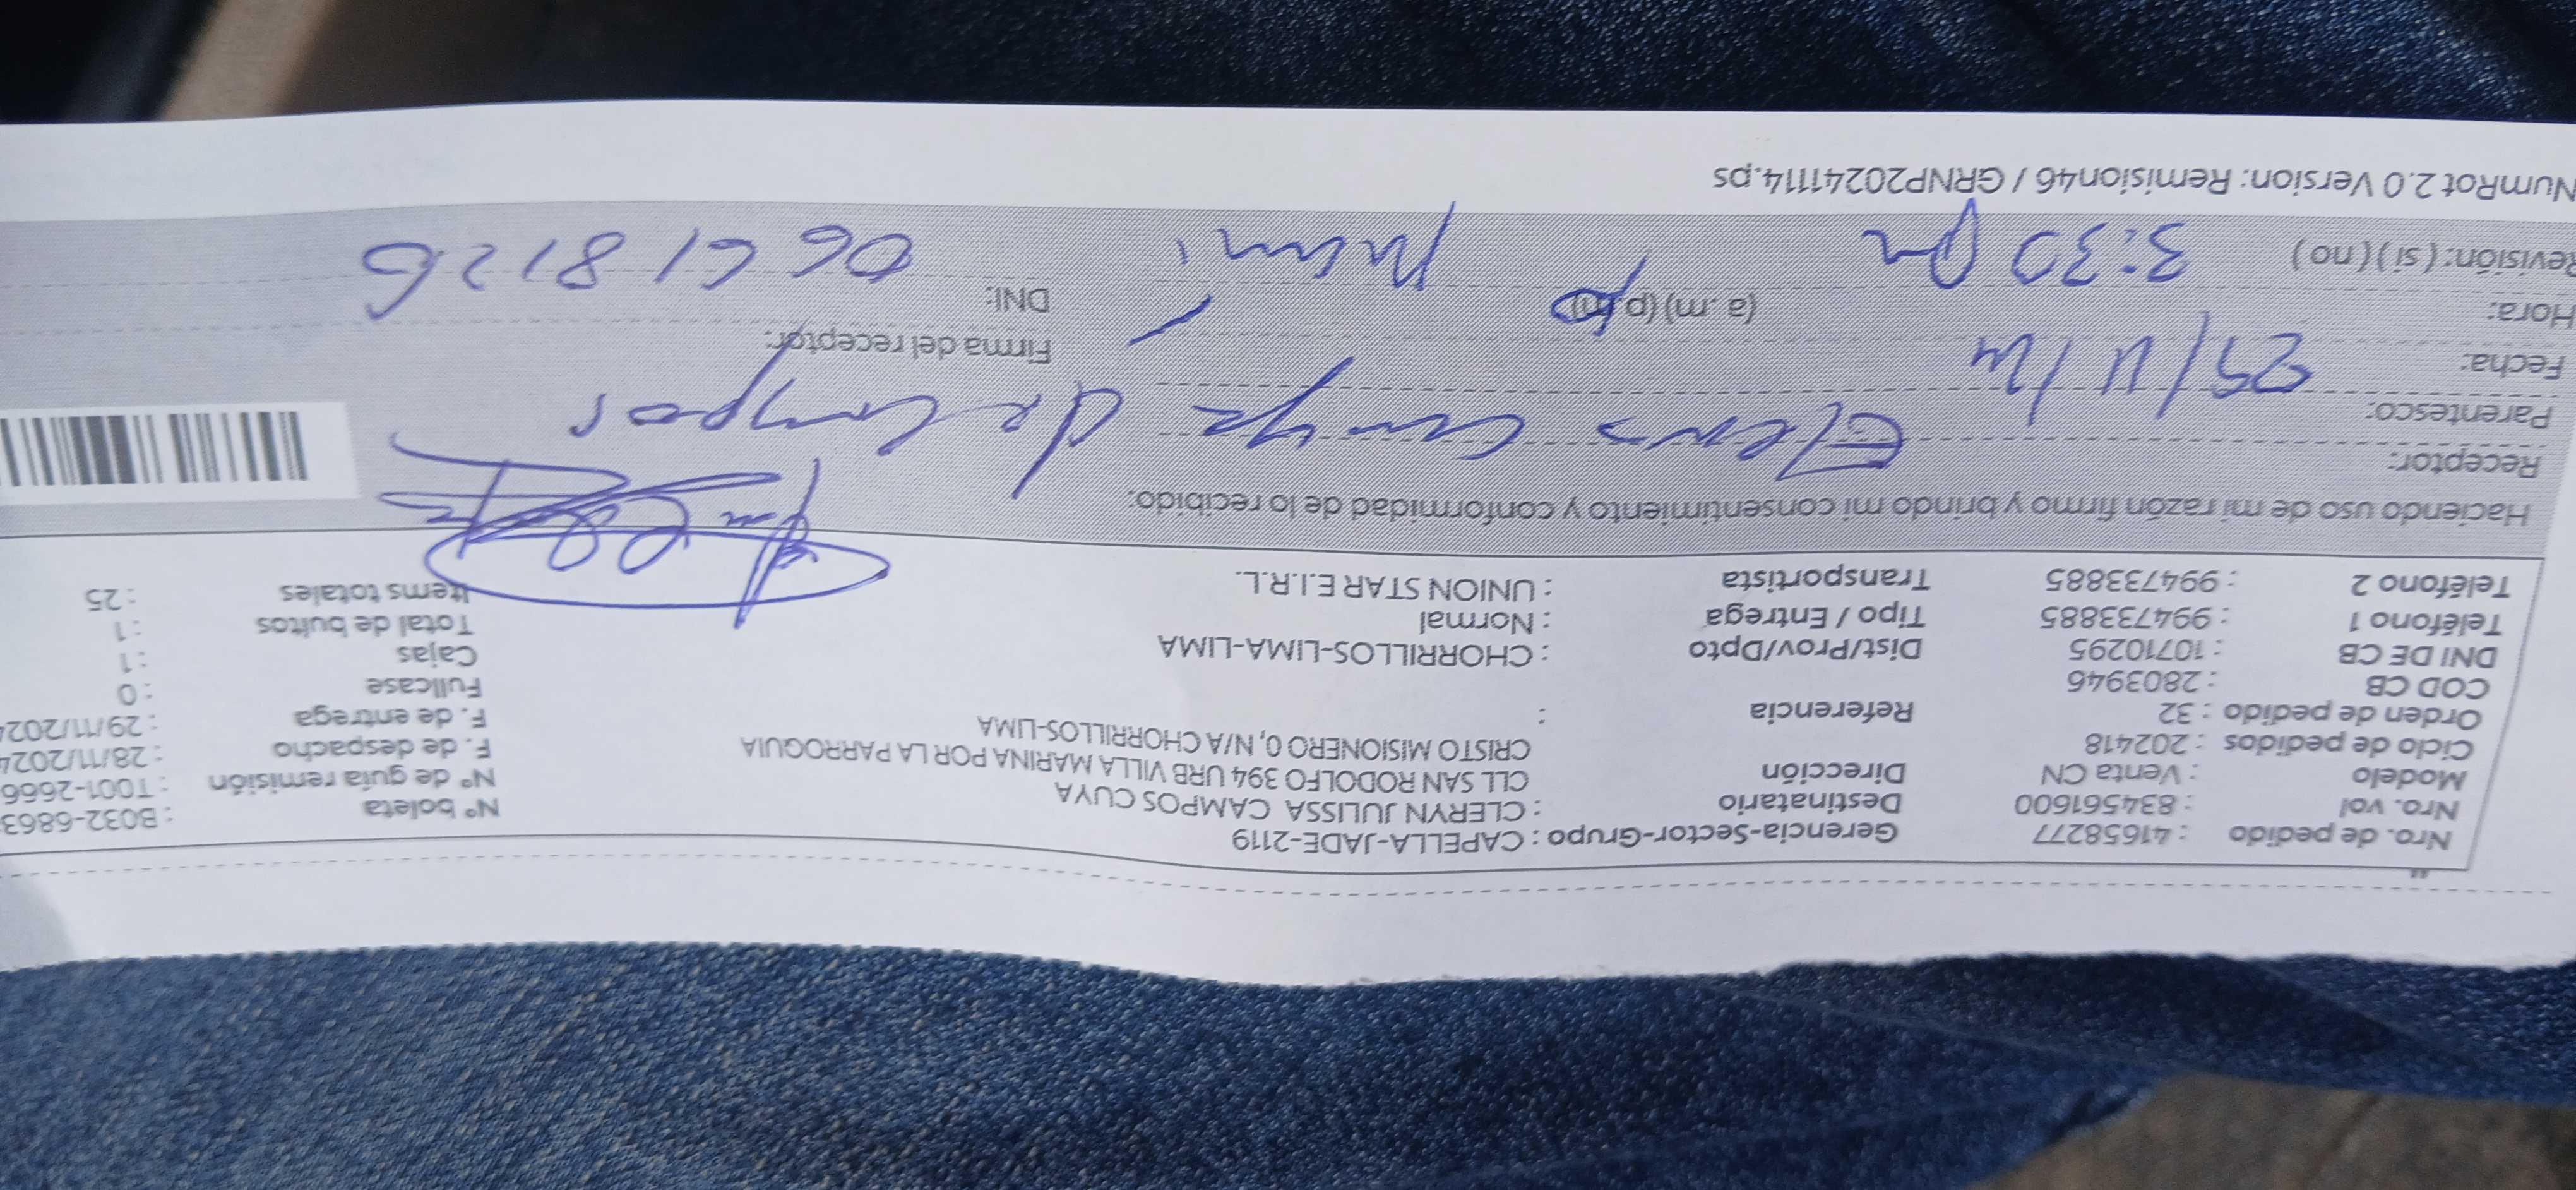 Nro. de pedido : 41658277 Gerencia-Sector-Grupo : CAPELLA-JADE-2119 Nº boleta : B032-6863
Nro. vol : 834561600 Destinatario : CLERYN JULISSA CAMPOS CUYA Nº de guía remisión : T001-2666
Modelo : Venta CN Dirección CLL SAN RODOLFO 394 URB VILLA MARINA POR LA PARROQUIA F. de despacho : 28/11/2024
Ciclo de pedidos : 202418 CRISTO MISIONERO 0, N/A CHORRILLOS-LIMA F. de entrega : 29/11/2024
Orden de pedido : 32 Referencia : Fullcase : 0
COD CB : 2803946 Cajas : 1
DNI DE CB : 10710295 Dist/Prov/Dpto : CHORRILLOS-LIMA-LIMA Total de bultos : 1
Teléfono 1 : 994733885 Tipo / Entrega : Normal Items totales : 25
Teléfono 2 : 994733885 Transportista : UNION STAR E.I.R.L.
Haciendo uso de mi razón firmo y brindo mi consentimiento y conformidad de lo recibido:
Receptor: Elena Cuya de Campos
Parentesco:
Fecha: 29/11/24 Firma del receptor:
Hora: (a. m) (p. m) DNI:
Revisión: ( si ) ( no ) 3:30 pm Mami 06618126
NumRot 2.0 Version: Remision46 / GRNP20241114.ps